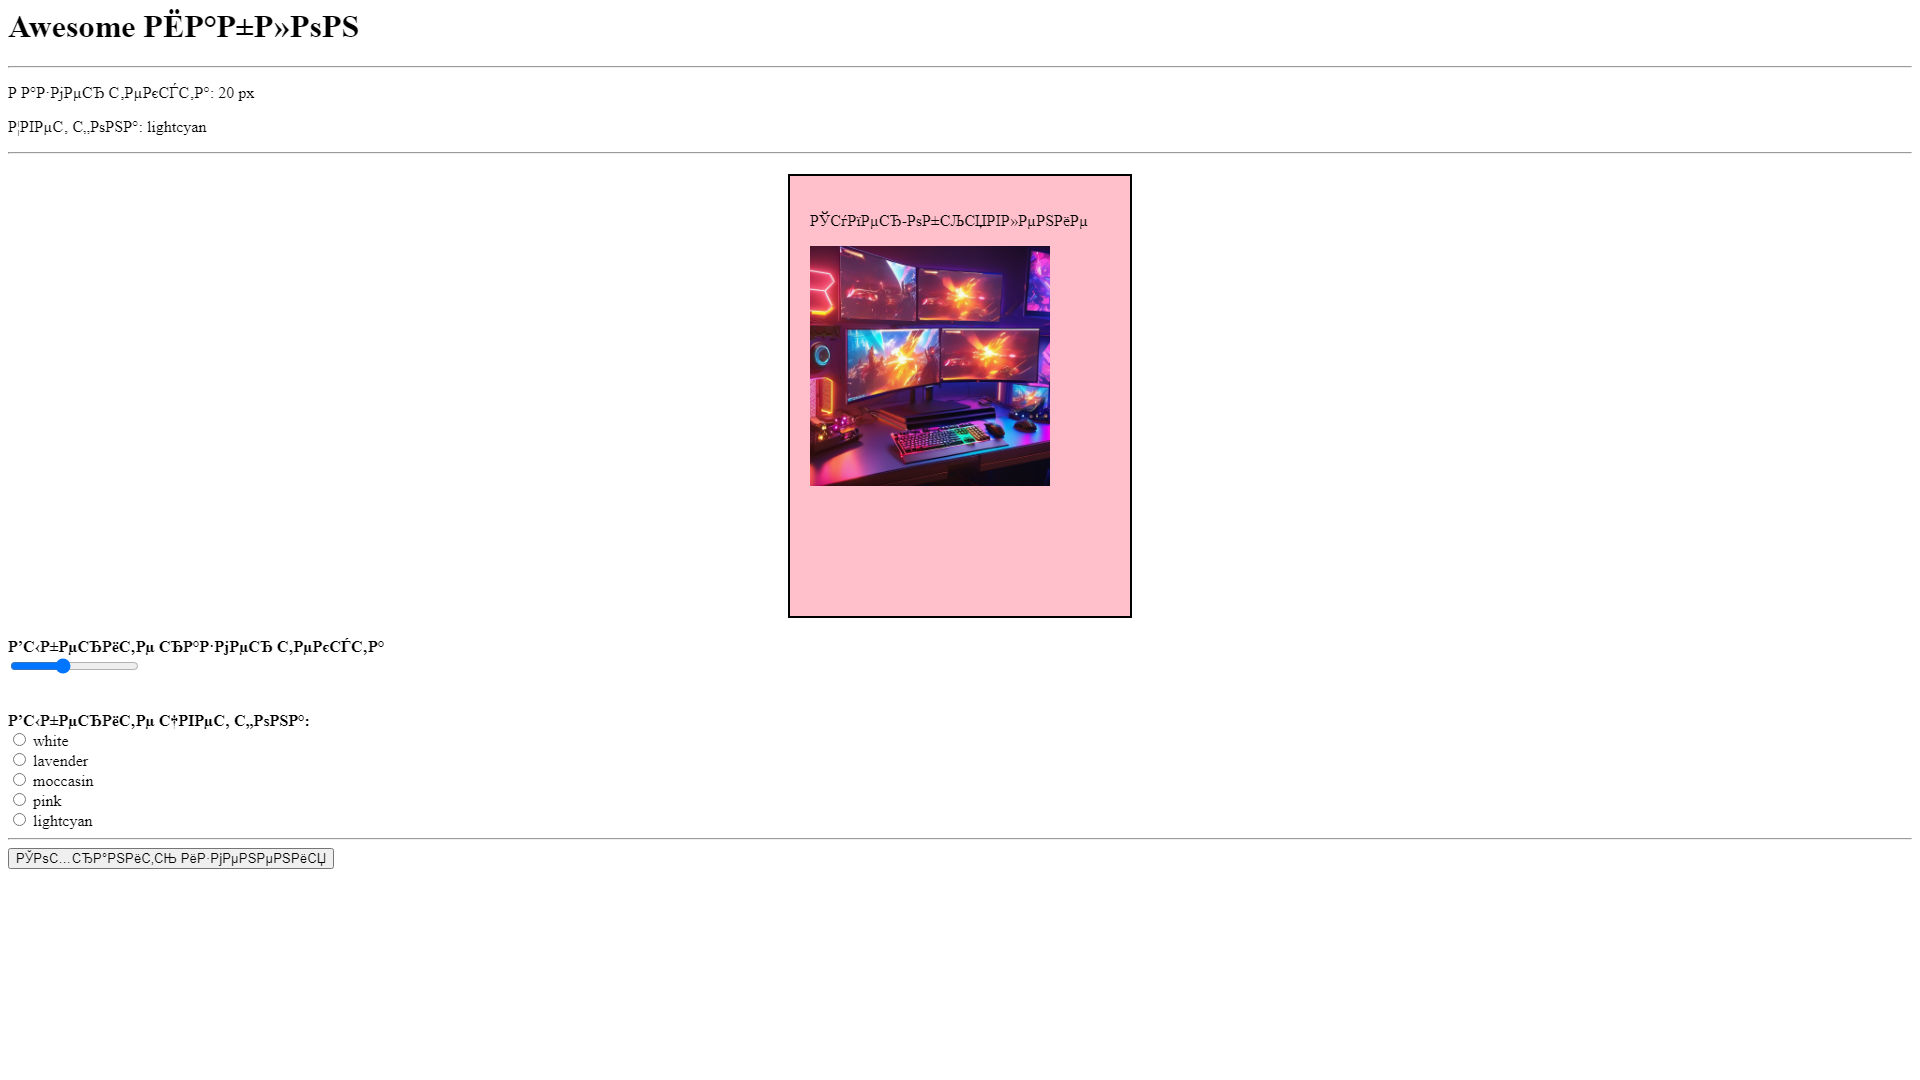 Awesome РЁР°Р±Р»РѕРЅ
Р Р°Р·РјРµСЂ С‚РµРєСЃС‚Р°: 20 px
Р¦РІРµС‚ С„РѕРЅР°: lightcyan
РЎСѓРїРµСЂ-РѕР±СЉСЏРІР»РµРЅРёРµ
Р’С‹Р±РµСЂРёС‚Рµ СЂР°Р·РјРµСЂ С‚РµРєСЃС‚Р°
Р’С‹Р±РµСЂРёС‚Рµ С†РІРµС‚ С„РѕРЅР°:
white
lavender
moccasin
pink
lightcyan
РЎРѕС…СЂР°РЅРёС‚СЊ РёР·РјРµРЅРµРЅРёСЏ